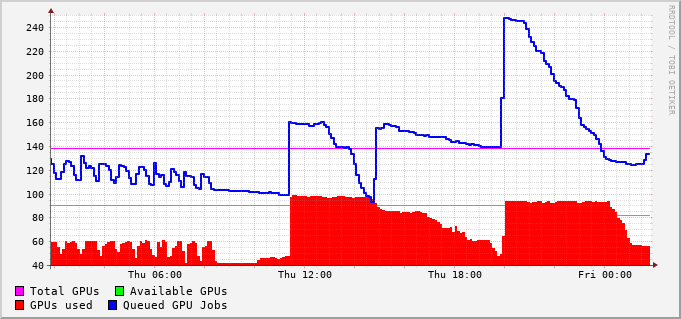 RRDTOOL / TOBI OETIKER
240
220
200
180
160
140
120
100
80
60
40
Thu 06:00 Thu 12:00 Thu 18:00 Fri 00:00
Total GPUs Available GPUs
GPUs used Queued GPU Jobs